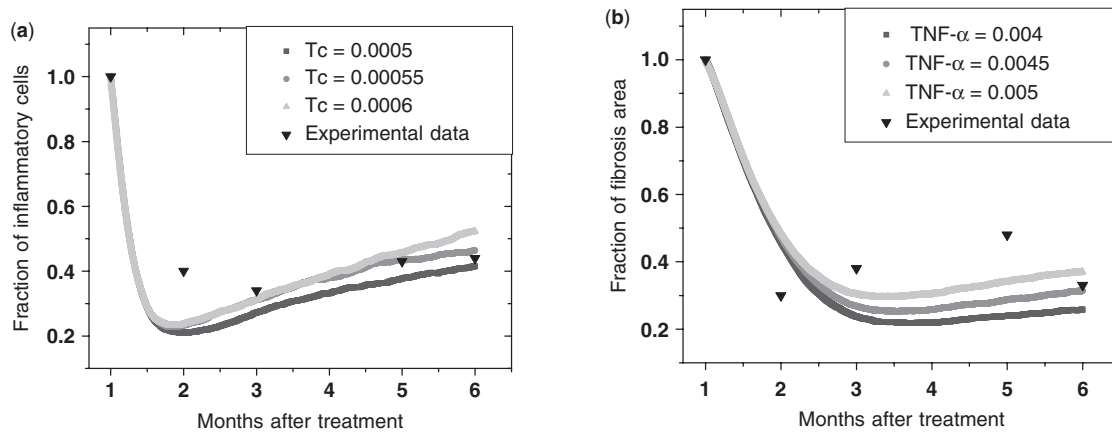 (a)
Tc = 0.0005
Tc = 0.00055
Tc = 0.0006
Experimental data
Fraction of inflammatory cells
1.0
0.8
0.6
0.4
0.2
1 2 3 4 5 6
Months after treatment
(b)
TNF-α = 0.004
TNF-α = 0.0045
TNF-α = 0.005
Experimental data
Fraction of fibrosis area
1.0
0.8
0.6
0.4
0.2
1 2 3 4 5 6
Months after treatment